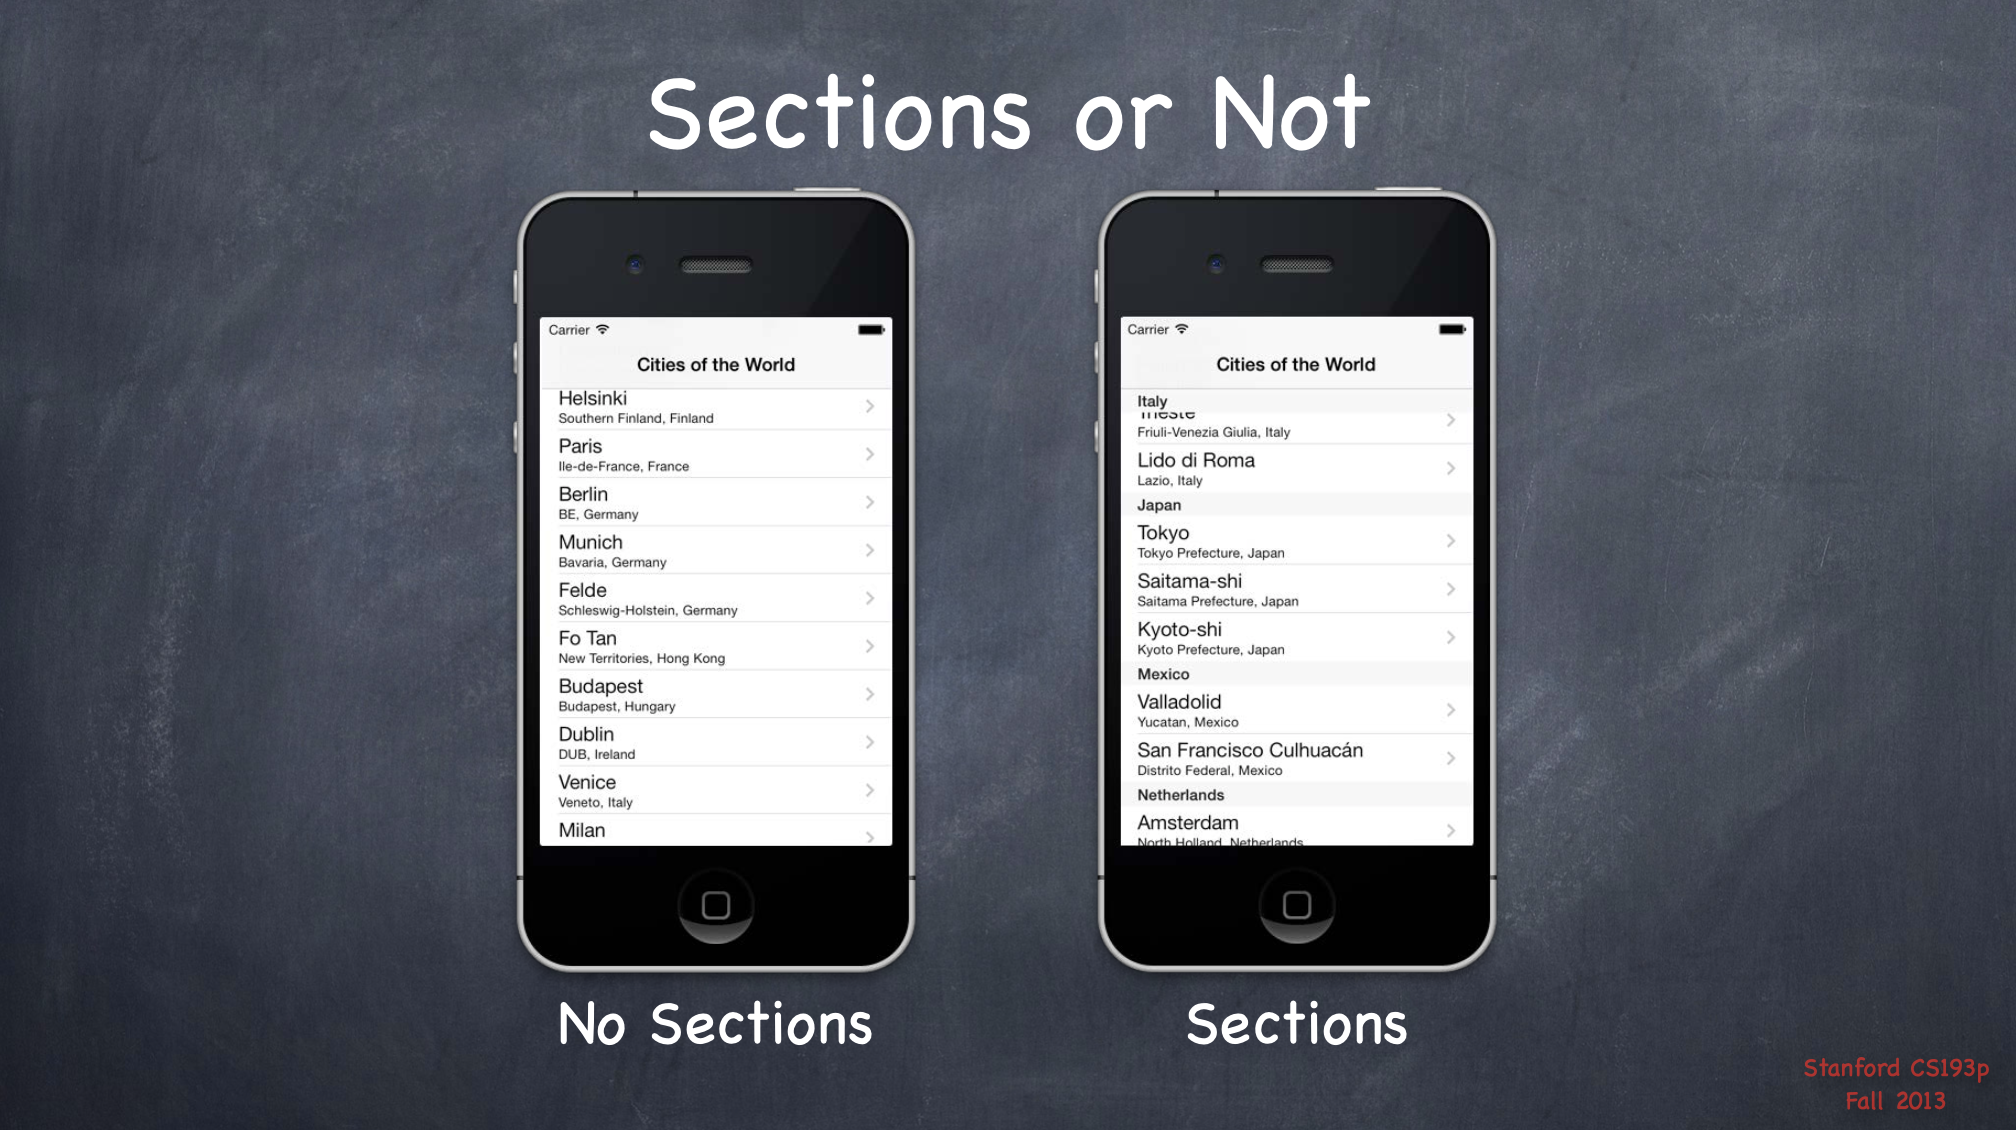 Sections or Not
Carrier
Cities of the World
Helsinki
Southern Finland, Finland
Paris
Ile-de-France, France
Berlin
BE, Germany
Munich
Bavaria, Germany
Felde
Schleswig-Holstein, Germany
Fo Tan
New Territories, Hong Kong
Budapest
Budapest, Hungary
Dublin
DUB, Ireland
Venice
Veneto, Italy
Milan
No Sections
Carrier
Cities of the World
Italy
Trieste
Friuli-Venezia Giulia, Italy
Lido di Roma
Lazio, Italy
Japan
Tokyo
Tokyo Prefecture, Japan
Saitama-shi
Saitama Prefecture, Japan
Kyoto-shi
Kyoto Prefecture, Japan
Mexico
Valladolid
Yucatan, Mexico
San Francisco Culhuacán
Distrito Federal, Mexico
Netherlands
Amsterdam
North Holland, Netherlands
Sections
Stanford CS193p
Fall 2013